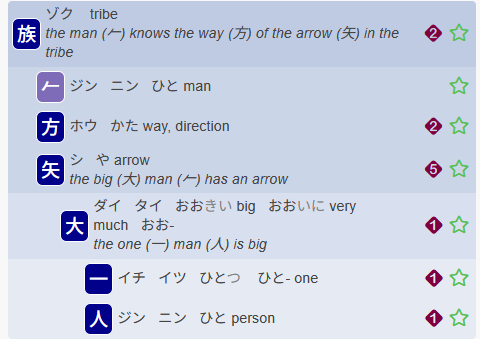 族 ゾク tribe
the man (𠂉) knows the way (方) of the arrow (矢) in the
tribe
2
𠂉 ジン ニン ひと man
方 ホウ かた way, direction
2
矢 シ や arrow
the big (大) man (𠂉) has an arrow
5
大 ダイ タイ おおきい big おおいに very
much おお-
the one (一) man (人) is big
1
一 イチ イツ ひとつ ひと- one
1
人 ジン ニン ひと person
1